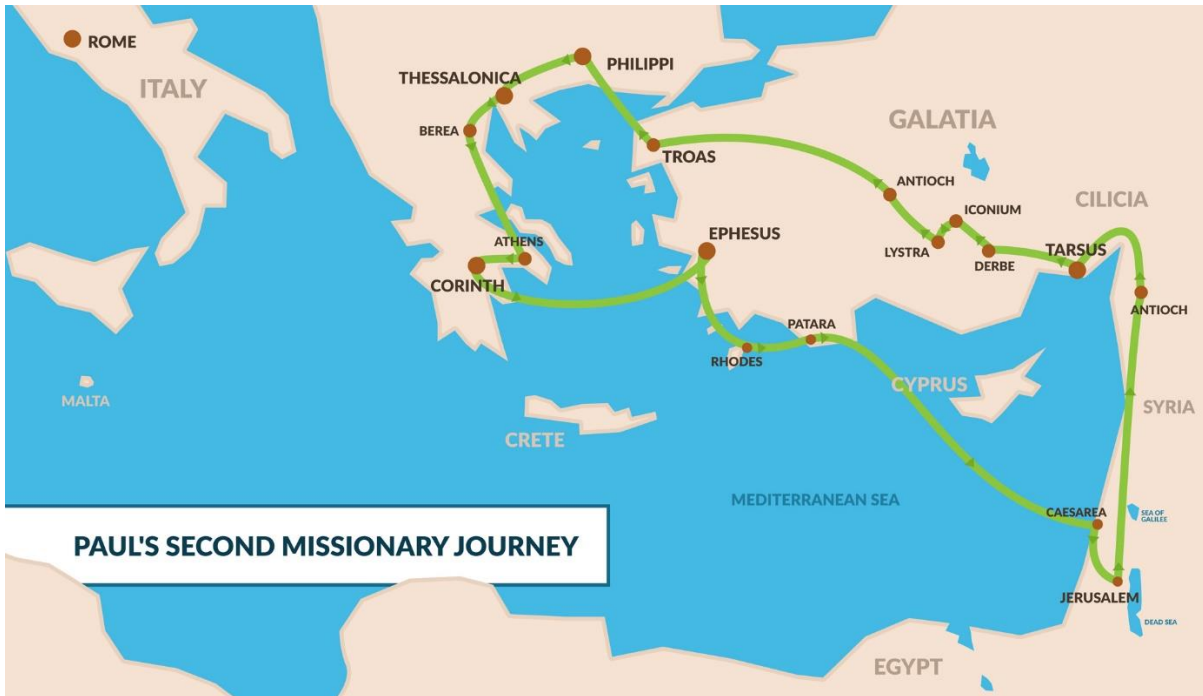 ROME
ITALY
PHILIPPI
THESSALONICA
BEREA
TROAS
GALATIA
ANTIOCH
ICONIUM
CILICIA
LYSTRA
DERBE
TARSUS
ATHENS
EPHESUS
CORINTH
ANTIOCH
PATARA
RHODES
CYPRUS
MALTA
CRETE
SYRIA
MEDITERRANEAN SEA
CAESAREA
SEA OF
GALILEE
PAUL'S SECOND MISSIONARY JOURNEY
JERUSALEM
DEAD SEA
EGYPT